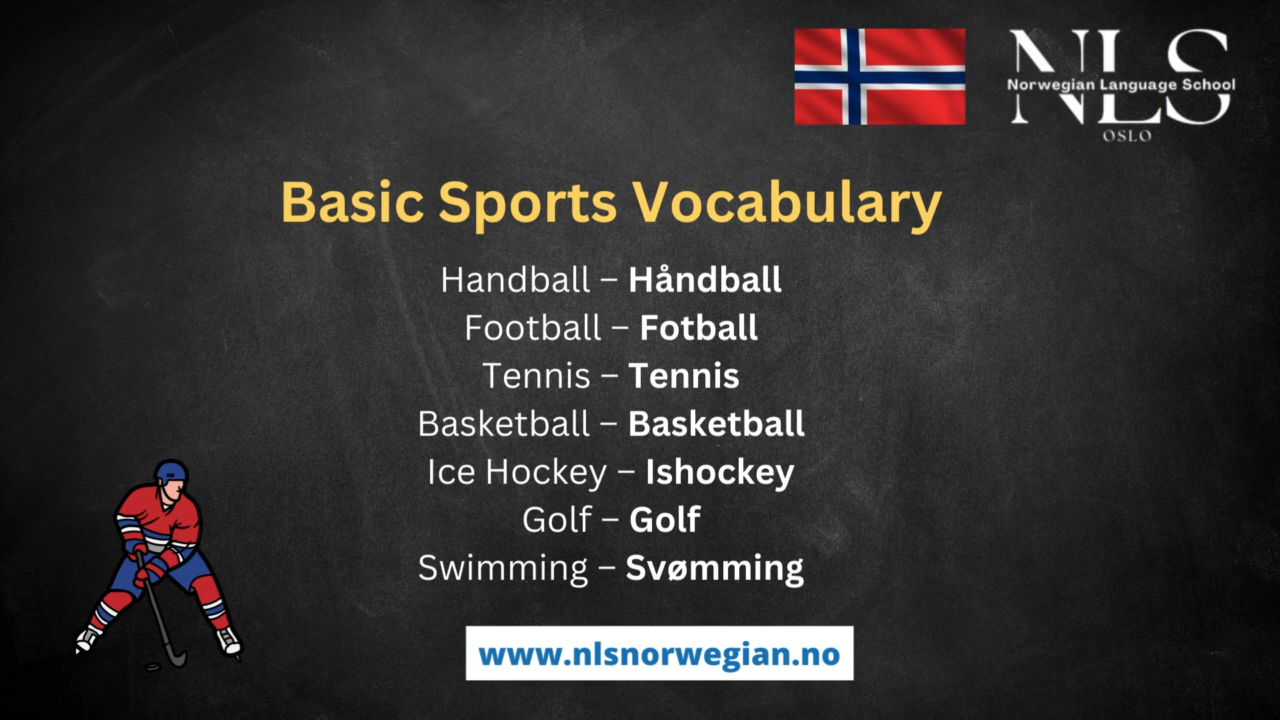 NLS
Norwegian Language School
OSLO
Basic Sports Vocabulary
Handball – Håndball
Football – Fotball
Tennis – Tennis
Basketball – Basketball
Ice Hockey – Ishockey
Golf – Golf
Swimming – Svømming
www.nlsnorwegian.no